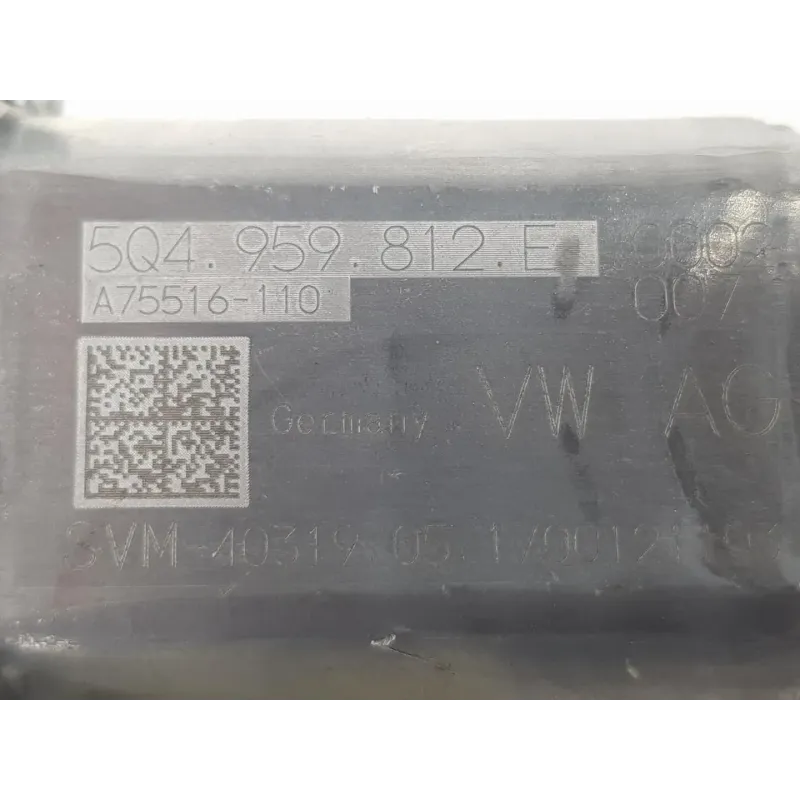 5Q4.959.812.E
007
A75516-110
VW AG
Germany